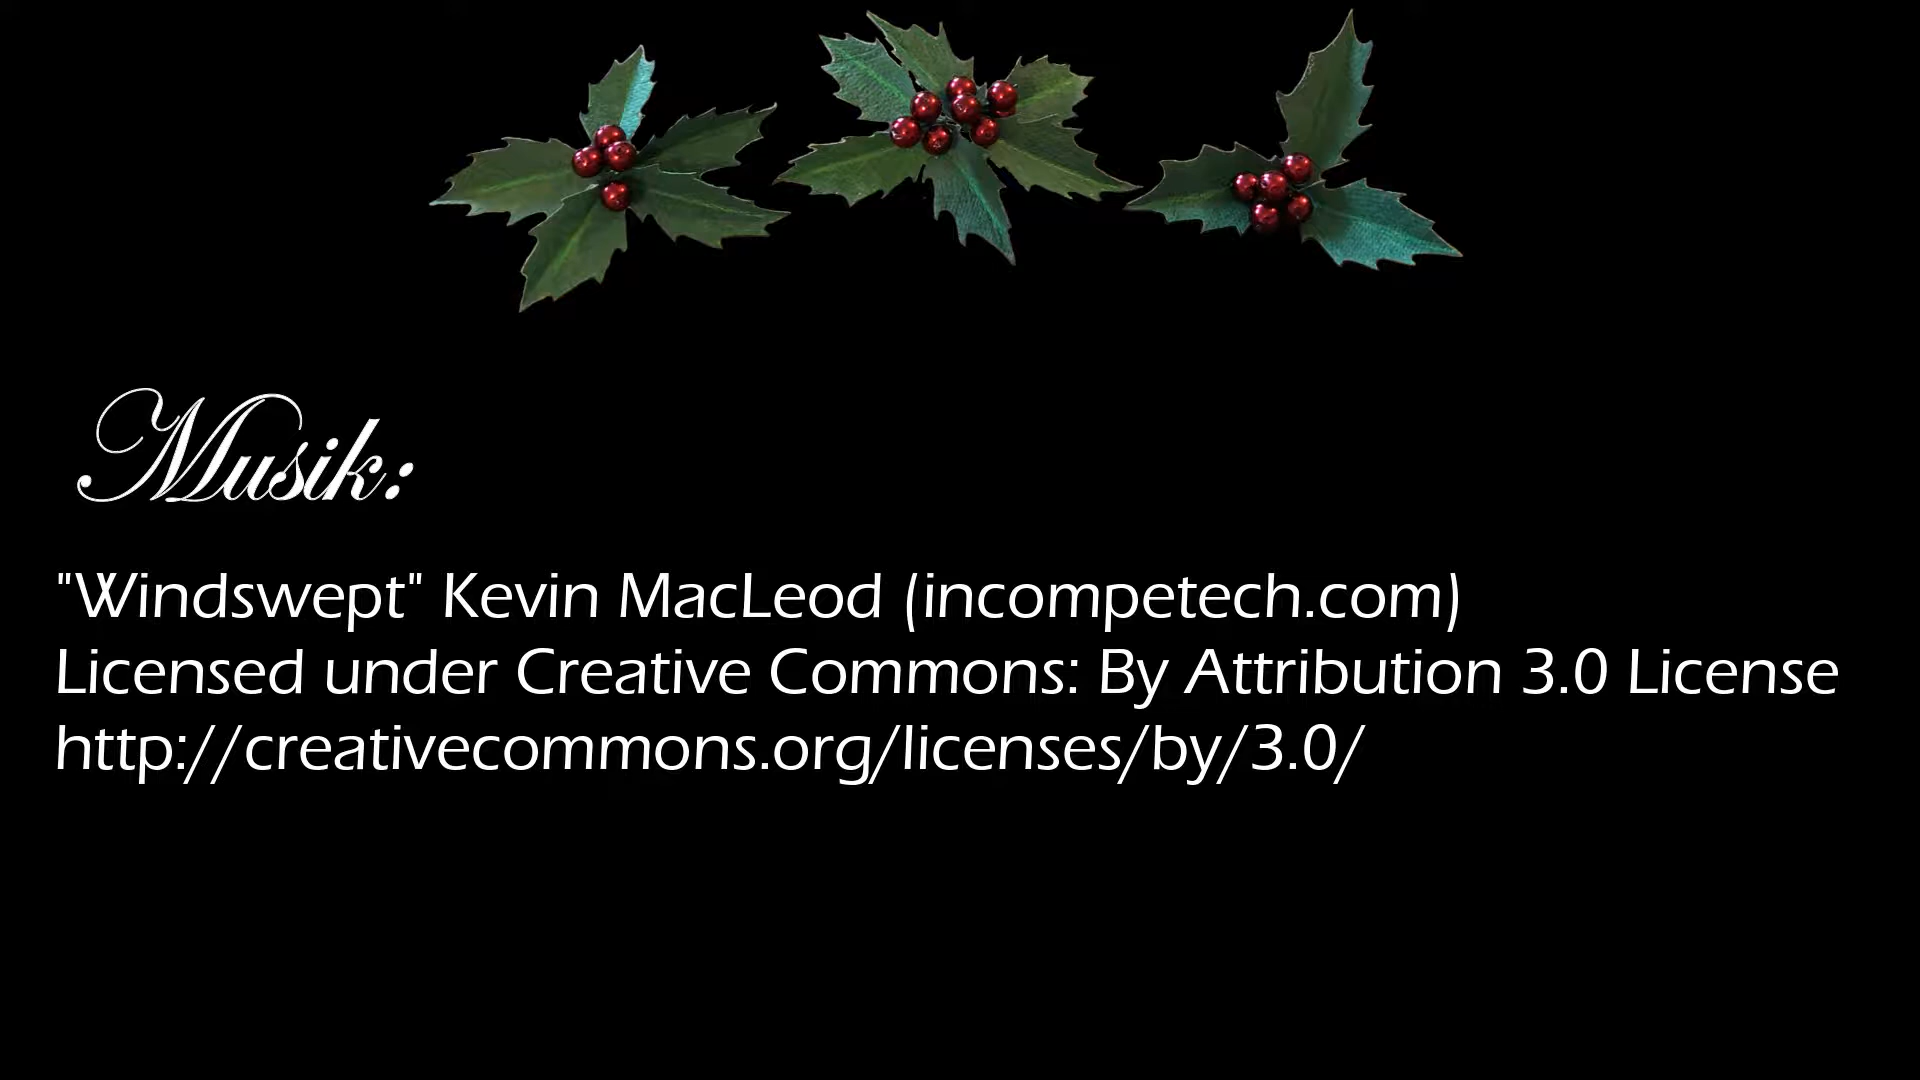 Musik:
"Windswept" Kevin MacLeod (incompetech.com)
Licensed under Creative Commons: By Attribution 3.0 License
http://creativecommons.org/licenses/by/3.0/